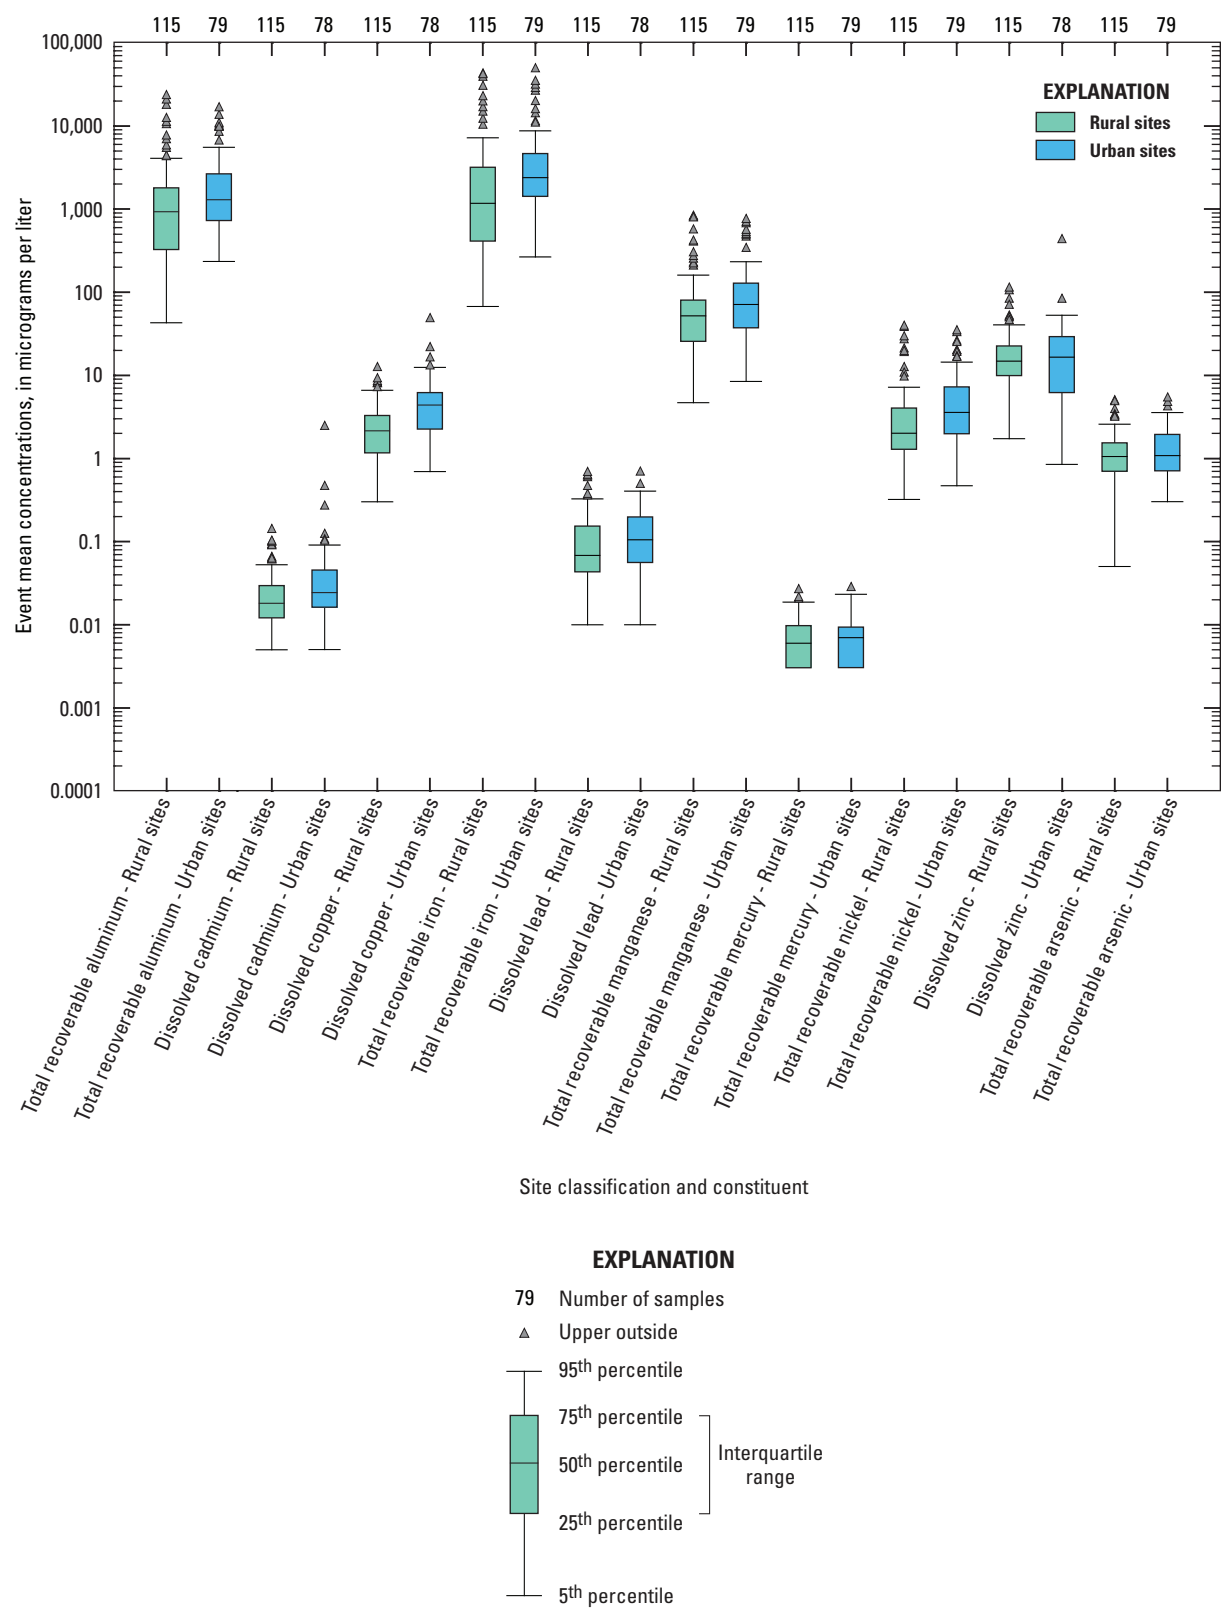 115 79 115 78 115 78 115 79 115 78 115 79 115 79 115 79 115 78 115 79
100,000
10,000
1,000
100
10
1
0.1
0.01
0.001
0.0001
Event mean concentrations, in micrograms per liter
EXPLANATION
Rural sites
Urban sites
Total recoverable aluminum - Rural sites
Total recoverable aluminum - Urban sites
Dissolved cadmium - Rural sites
Dissolved cadmium - Urban sites
Dissolved copper - Rural sites
Dissolved copper - Urban sites
Total recoverable iron - Rural sites
Total recoverable iron - Urban sites
Dissolved lead - Rural sites
Dissolved lead - Urban sites
Total recoverable manganese - Rural sites
Total recoverable manganese - Urban sites
Total recoverable mercury - Rural sites
Total recoverable mercury - Urban sites
Total recoverable nickel - Rural sites
Total recoverable nickel - Urban sites
Dissolved zinc - Rural sites
Dissolved zinc - Urban sites
Total recoverable arsenic - Rural sites
Total recoverable arsenic - Urban sites
Site classification and constituent
EXPLANATION
79 Number of samples
Upper outside
95th percentile
75th percentile
50th percentile
25th percentile
5th percentile
Interquartile
range